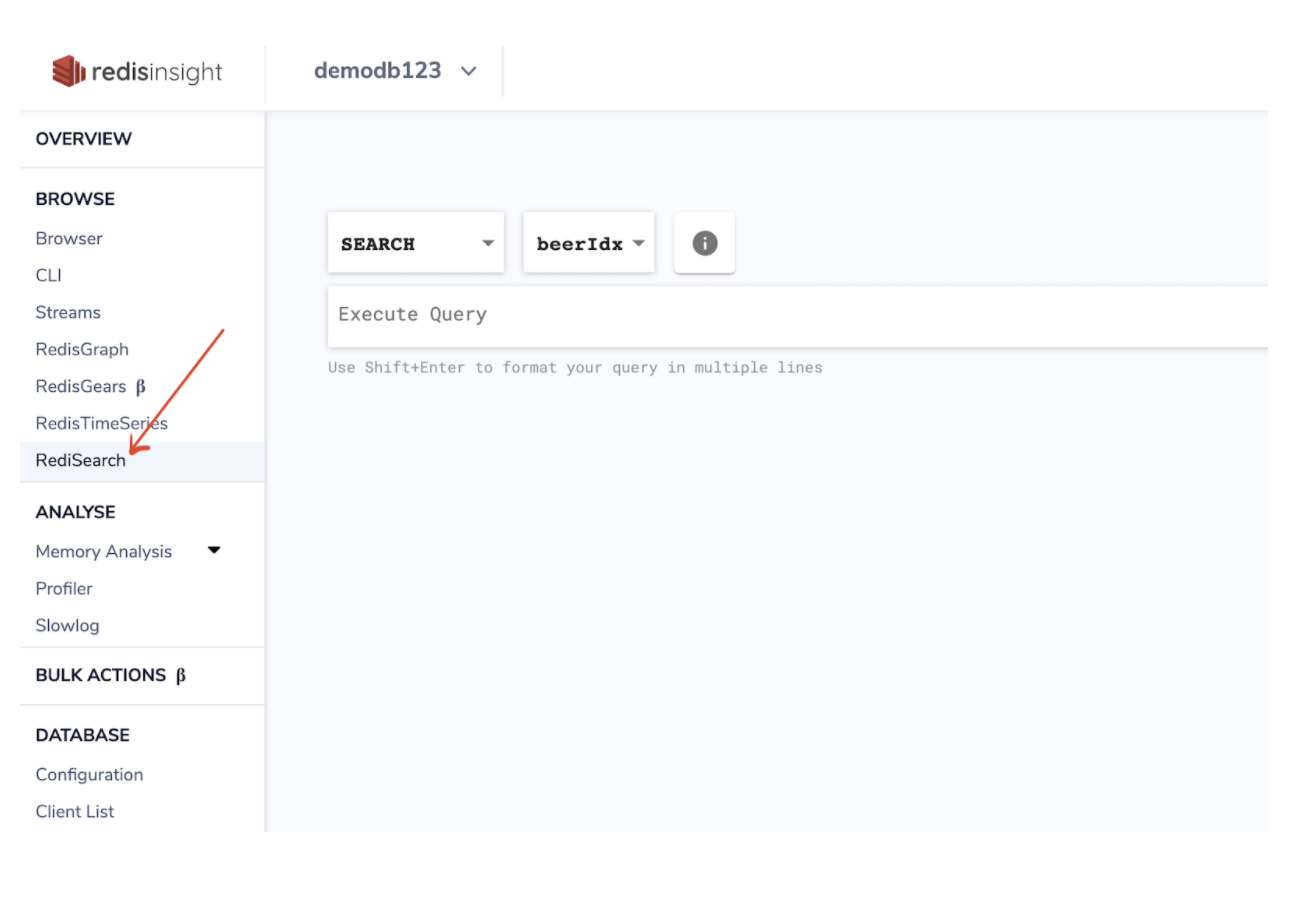 redisinsight
demodb123
OVERVIEW
BROWSE
Browser
CLI
Streams
RedisGraph
RedisGears β
RedisTimeSeries
RediSearch
ANALYSE
Memory Analysis
Profiler
Slowlog
BULK ACTIONS β
DATABASE
Configuration
Client List
SEARCH beerIdx
Execute Query
Use Shift+Enter to format your query in multiple lines